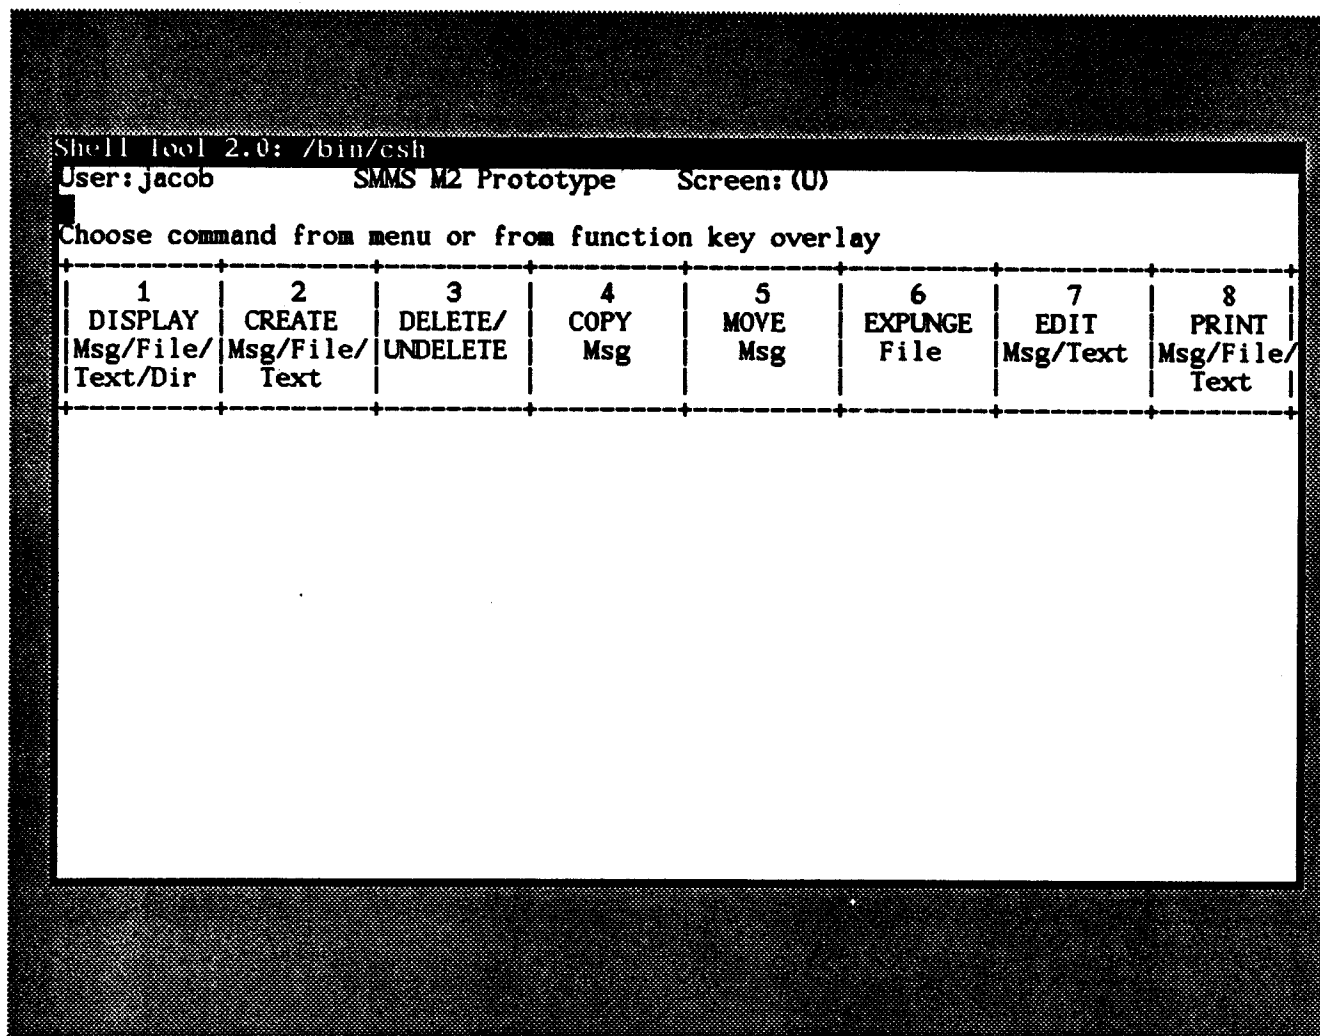 Shell Tool 2.0: /bin/csh
User:jacob SMMS M2 Prototype Screen:(U)
Choose command from menu or from function key overlay
1 2 3 4 5 6 7 8
DISPLAY CREATE DELETE/ COPY MOVE EXPUNGE EDIT PRINT
Msg/File/ Msg/File/ UNDELETE Msg Msg File Msg/Text Msg/File/
Text/Dir Text Text